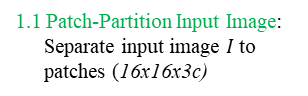 1.1 Patch-Partition Input Image:
Separate input image I to
patches (16x16x3c)